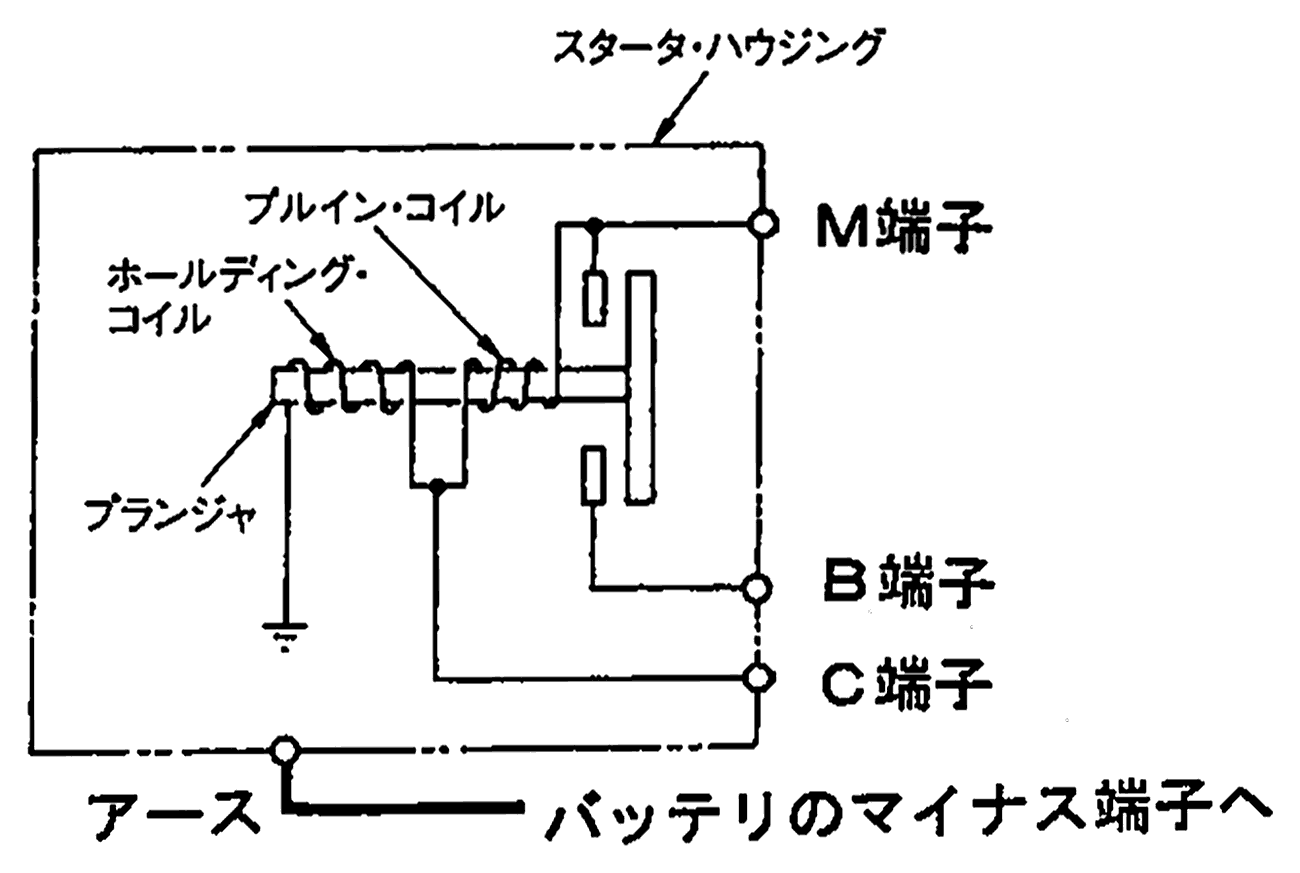 スタータ・ハウジング
プルイン・コイル
M端子
ホールディング・
コイル
プランジャ
B端子
C端子
アース
バッテリのマイナス端子へ